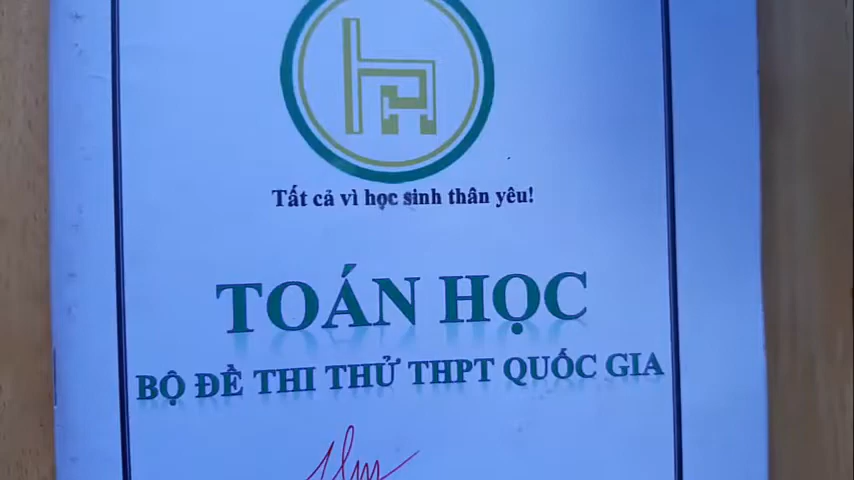 Tất cả vì học sinh thân yêu!
TOÁN HỌC
BỘ ĐỀ THI THỬ THPT QUỐC GIA